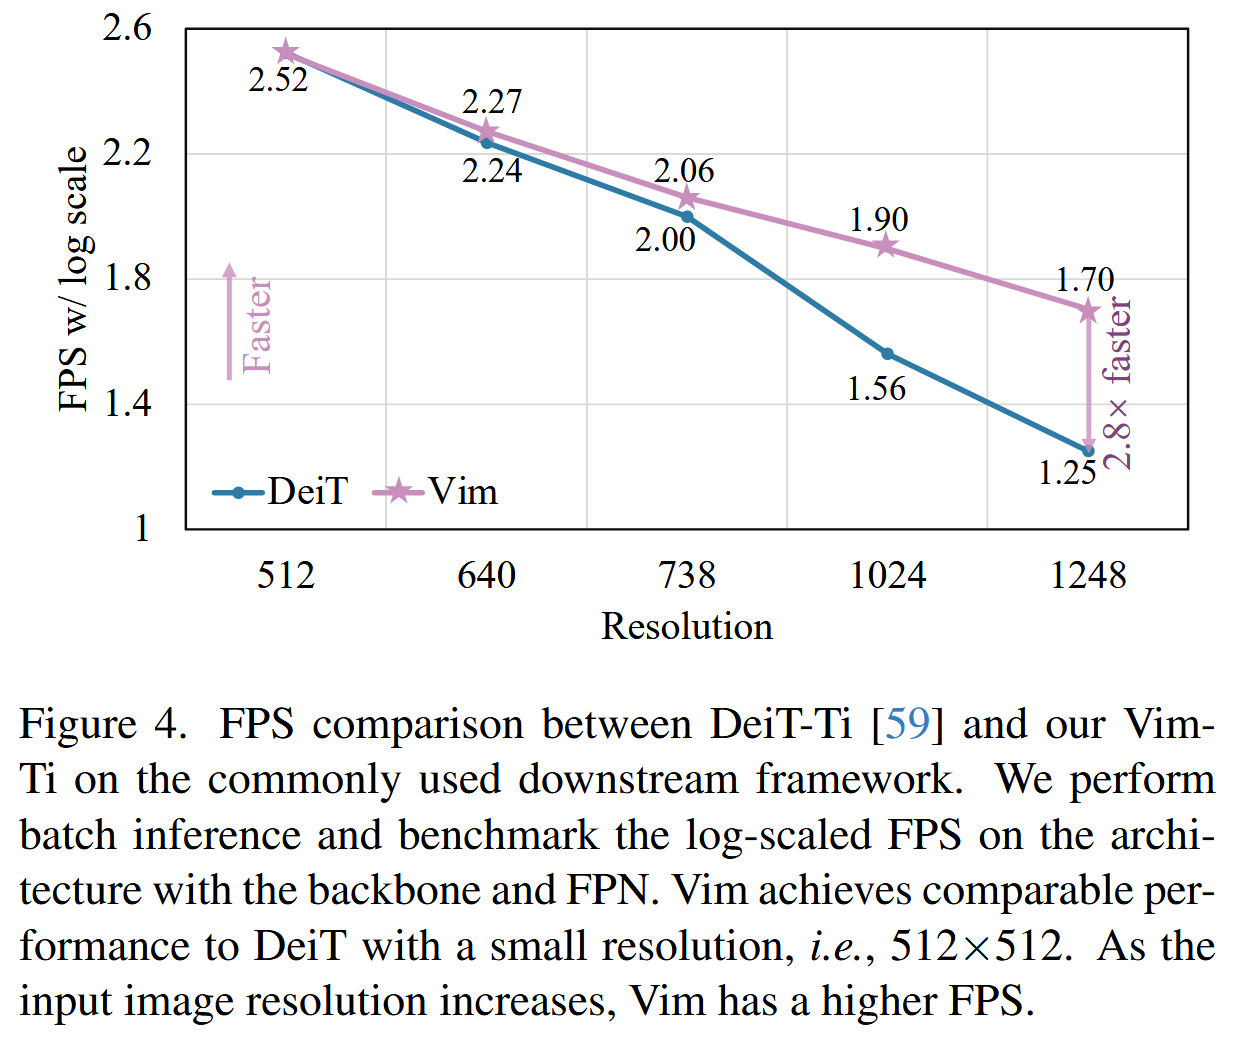 2.6
2.2
1.8
1.4
1
FPS w/ log scale
Faster
2.52
2.27
2.24
2.06
2.00
1.90
1.56
1.70
1.25
2.8× faster
DeiT
Vim
512 640 738 1024 1248
Resolution
Figure 4. FPS comparison between DeiT-Ti [59] and our Vim-
Ti on the commonly used downstream framework. We perform
batch inference and benchmark the log-scaled FPS on the archi-
tecture with the backbone and FPN. Vim achieves comparable per-
formance to DeiT with a small resolution, i.e., 512×512. As the
input image resolution increases, Vim has a higher FPS.